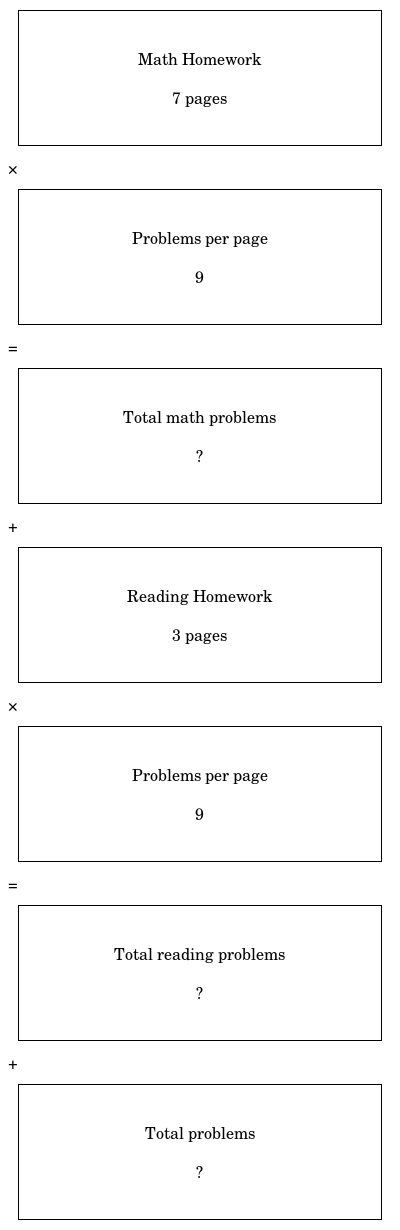 Math Homework
7 pages
×
Problems per page
9
=
Total math problems
?
+
Reading Homework
3 pages
×
Problems per page
9
=
Total reading problems
?
+
Total problems
?